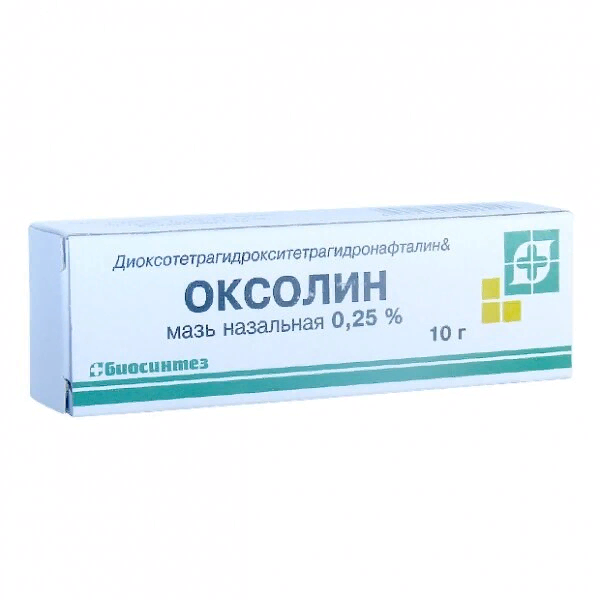 Диоксотетрагидрокситетрагидронафталин&
ОКСОЛИН
мазь назальная 0,25 %
10 г
биосинтез